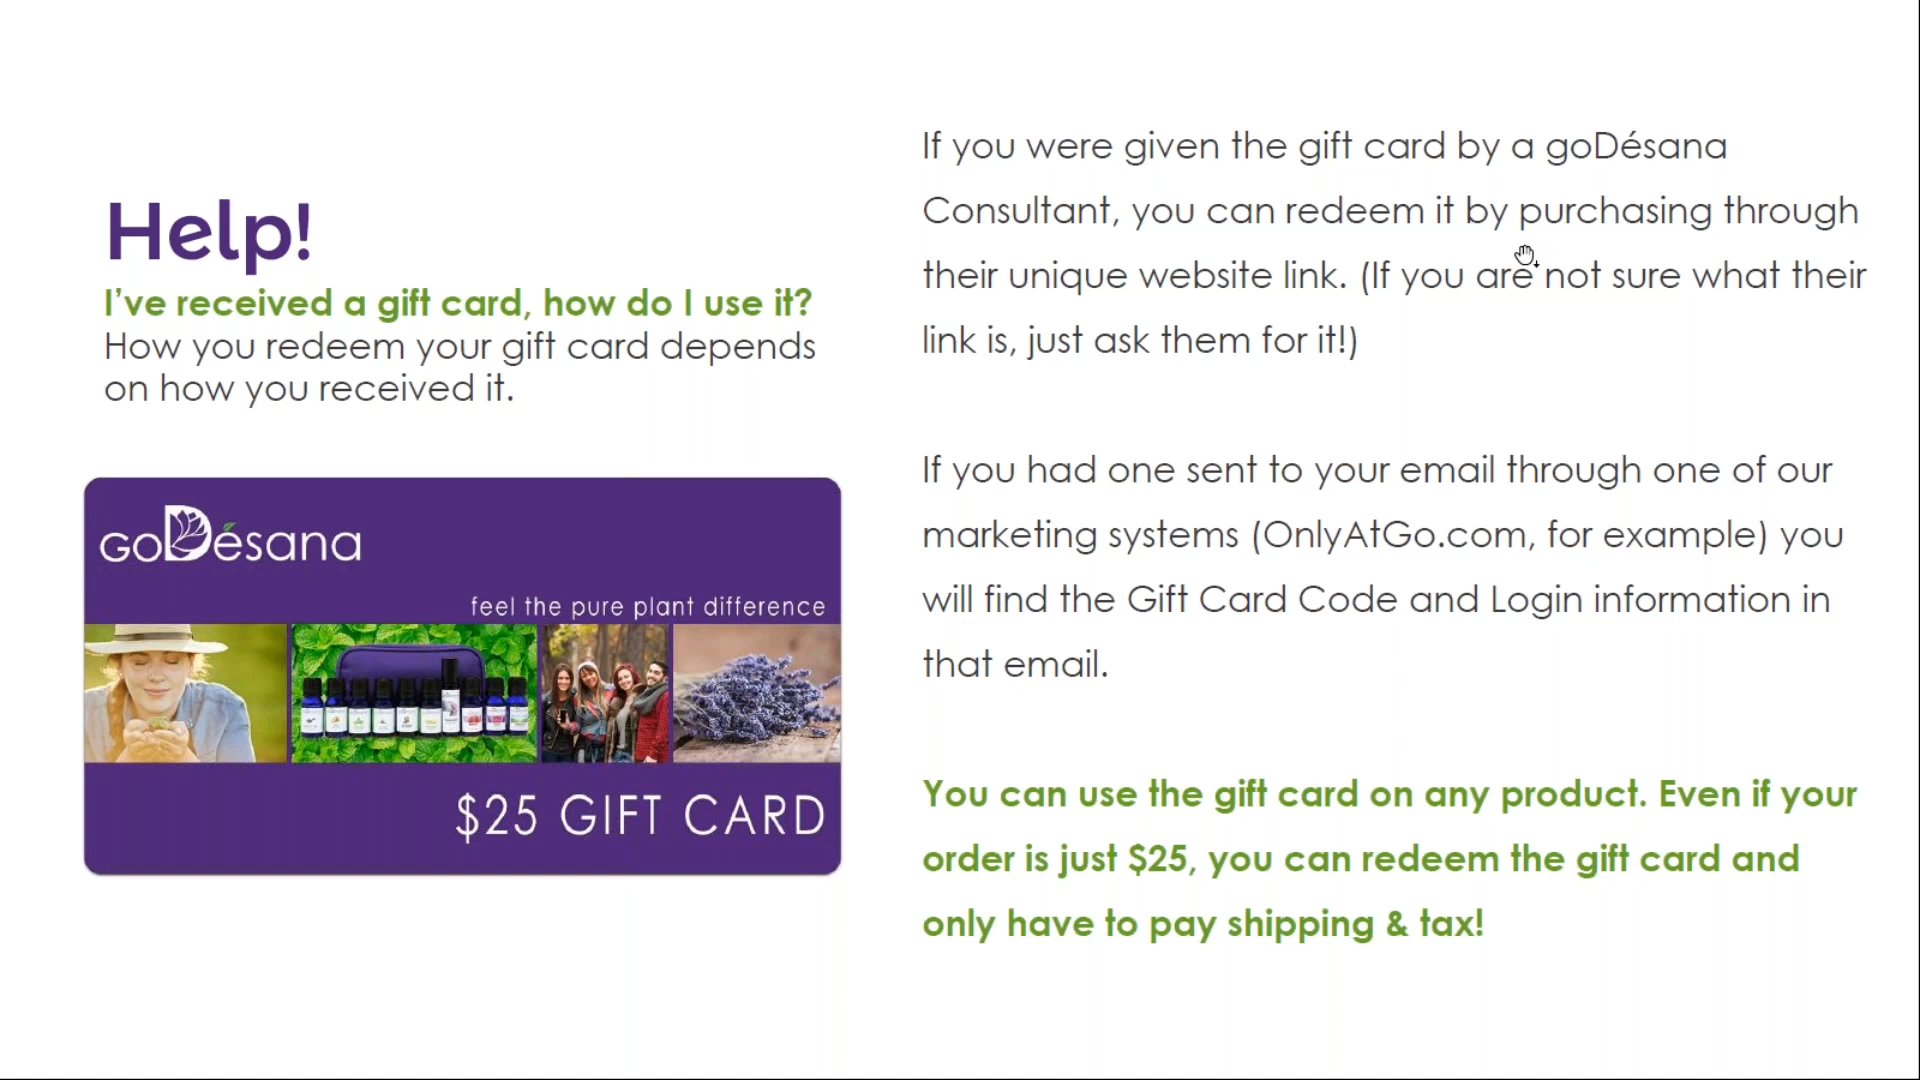 Help!
I've received a gift card, how do I use it?
How you redeem your gift card depends
on how you received it.
goDésana
feel the pure plant difference
$25 GIFT CARD
If you were given the gift card by a goDésana
Consultant, you can redeem it by purchasing through
their unique website link. (If you are not sure what their
link is, just ask them for it!)
If you had one sent to your email through one of our
marketing systems (OnlyAtGo.com, for example) you
will find the Gift Card Code and Login information in
that email.
You can use the gift card on any product. Even if your
order is just $25, you can redeem the gift card and
only have to pay shipping & tax!